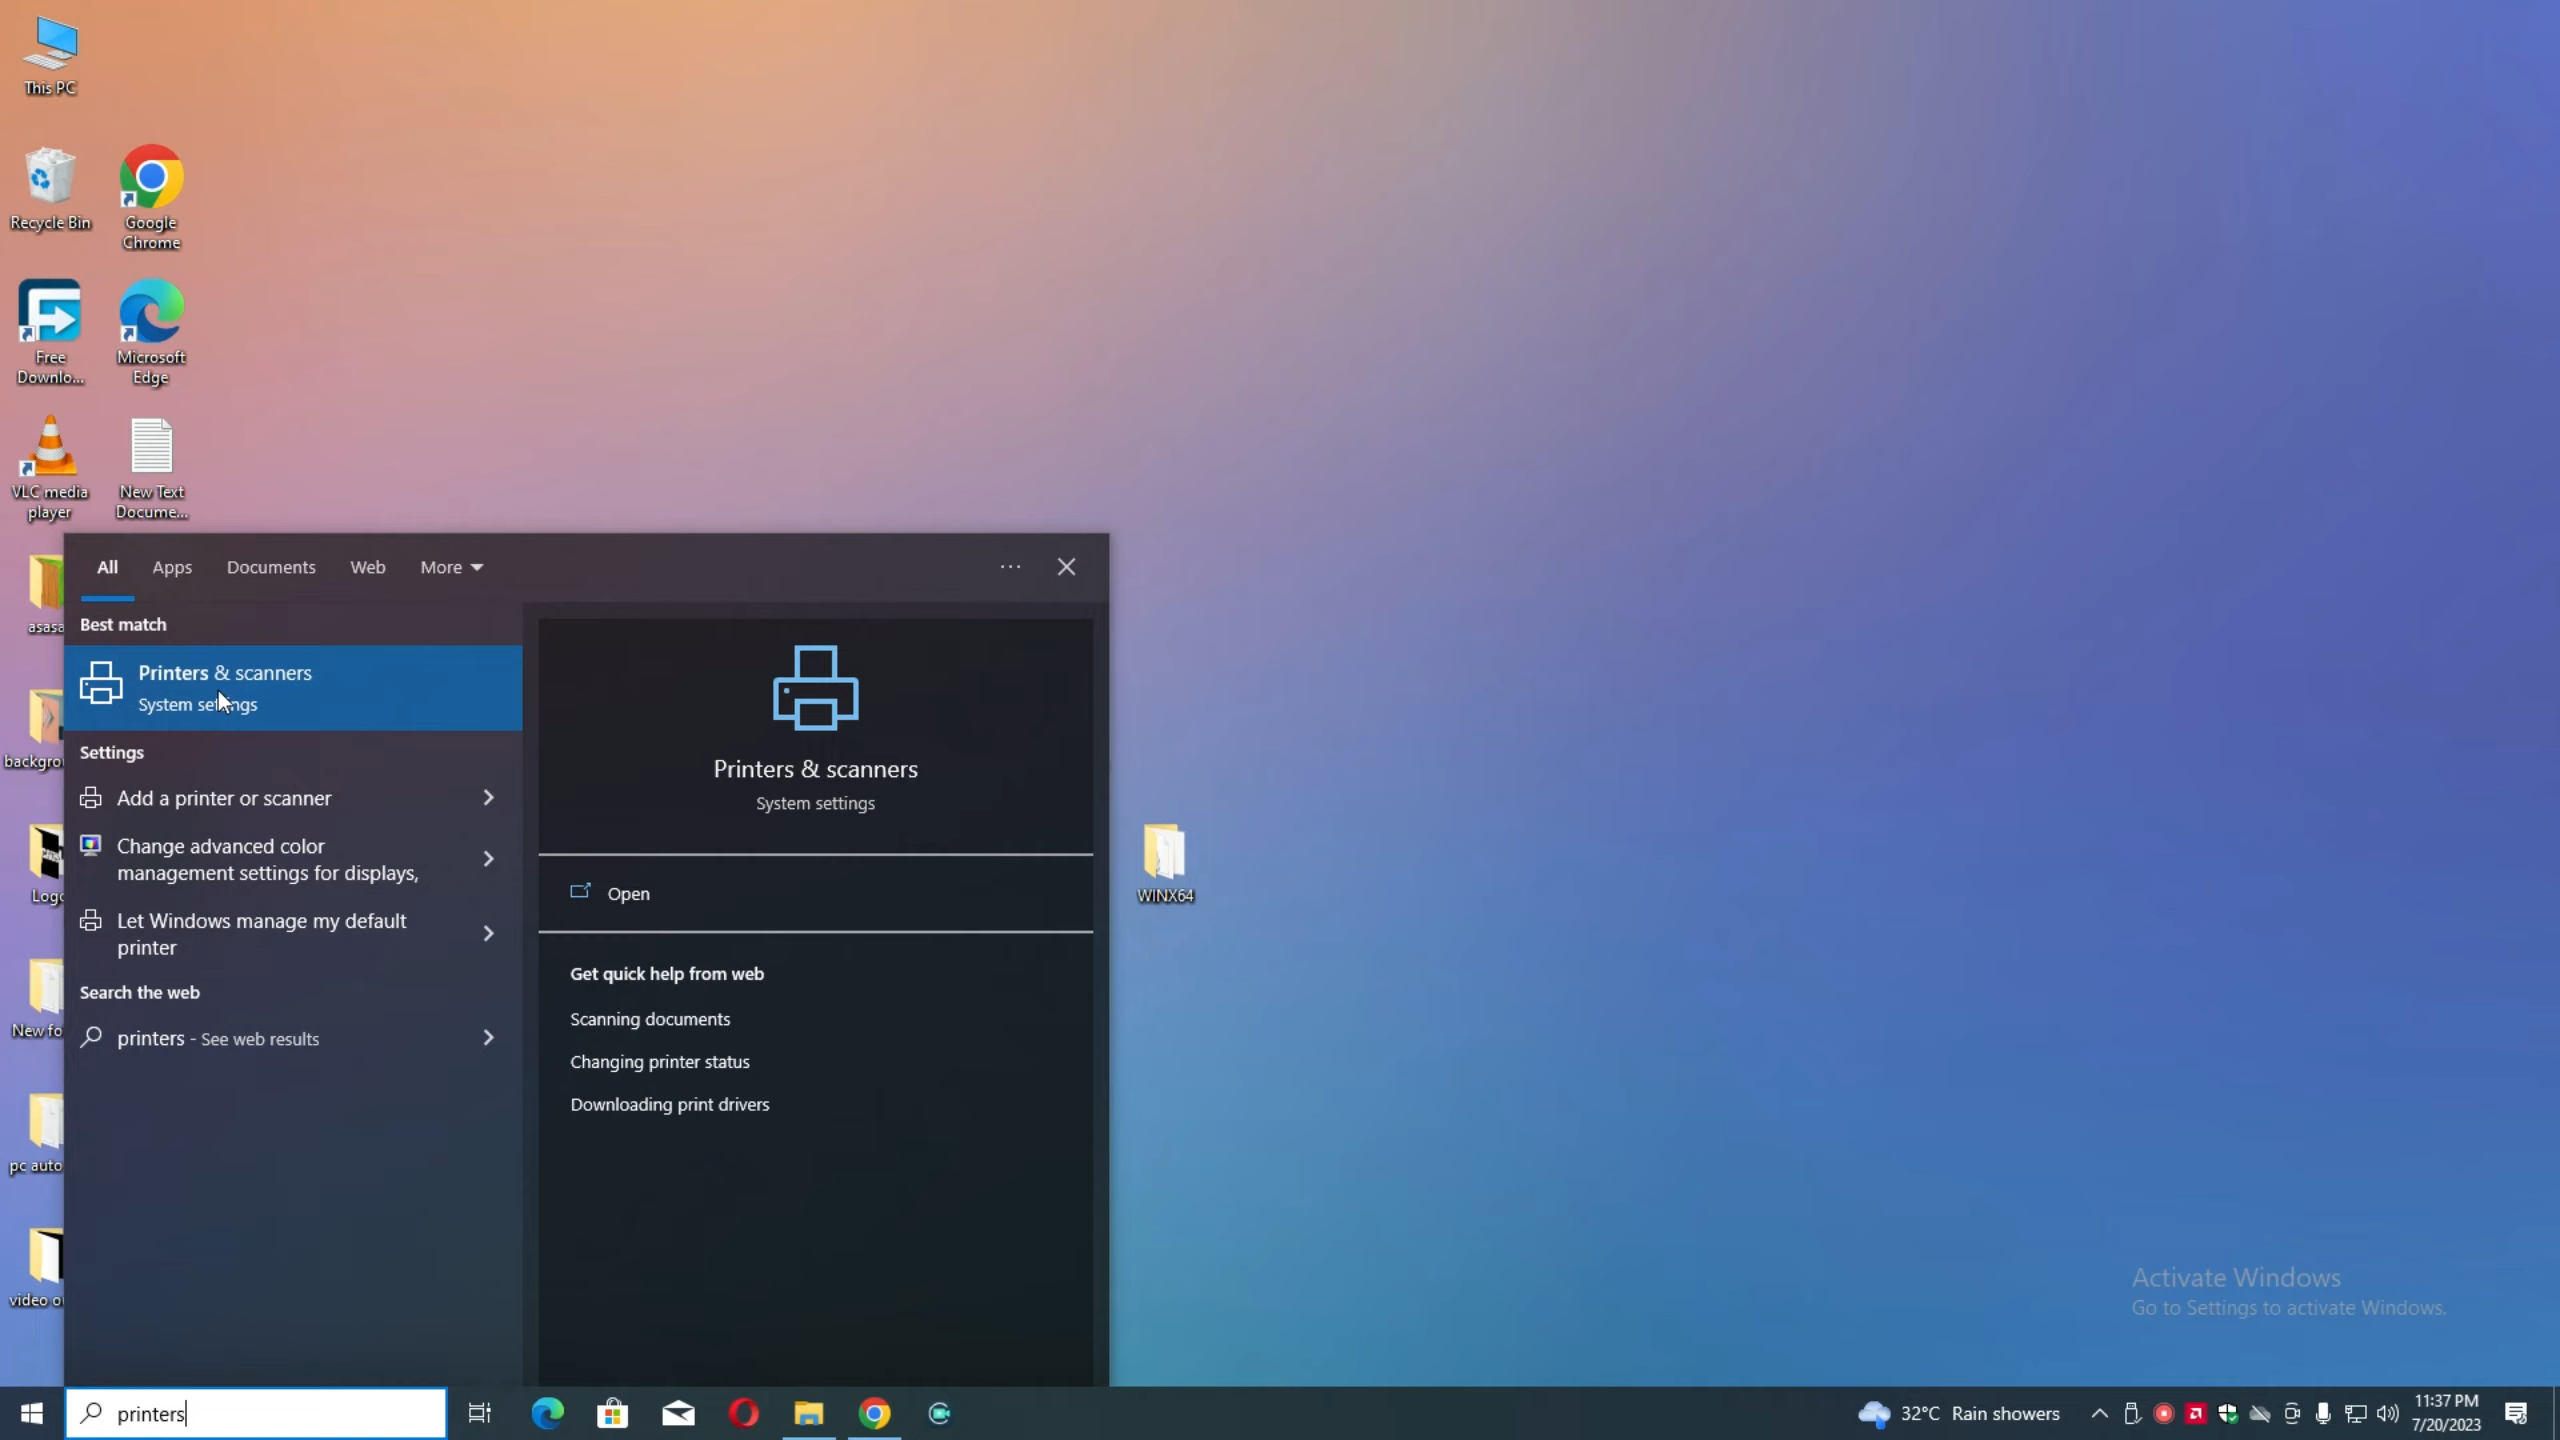 This PC
Recycle Bin
Google
Chrome
Free
Downlo...
Microsoft
Edge
VLC media
player
New Text
Docume...
All
Apps
Documents
Web
More
...
Best match
Printers & scanners
System settings
Settings
Add a printer or scanner
Change advanced color
management settings for displays,
Let Windows manage my default
printer
Search the web
printers - See web results
Printers & scanners
System settings
Open
Get quick help from web
Scanning documents
Changing printer status
Downloading print drivers
asasa
backgro
Logo
New fo
pc auto
video o
WINX64
Activate Windows
Go to Settings to activate Windows.
printers
32°C Rain showers
11:37 PM
7/20/2023